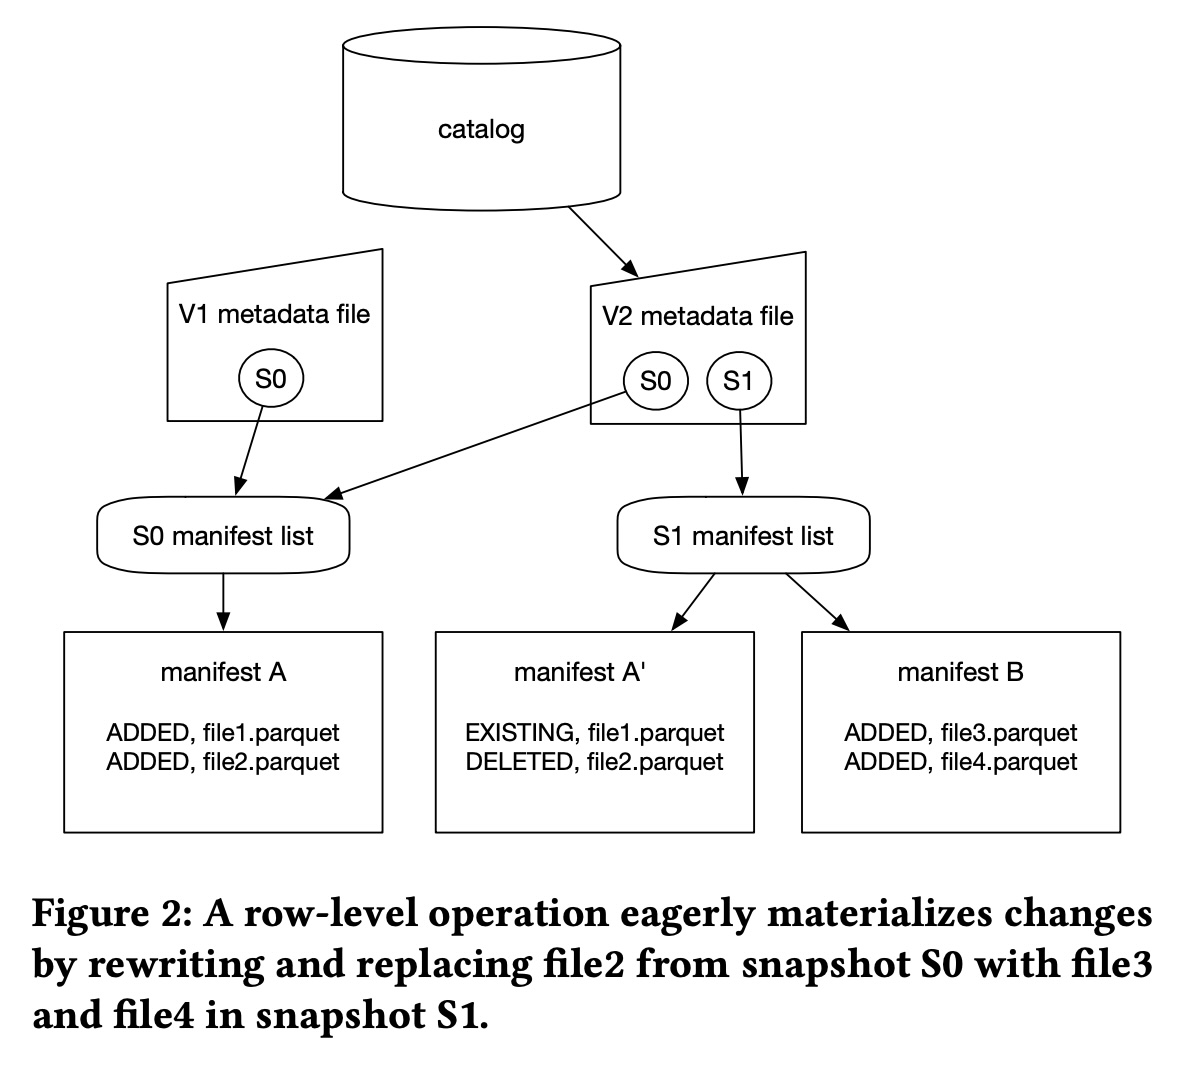 catalog
V1 metadata file
S0
V2 metadata file
S0 S1
S0 manifest list
S1 manifest list
manifest A
ADDED, file1.parquet
ADDED, file2.parquet
manifest A'
EXISTING, file1.parquet
DELETED, file2.parquet
manifest B
ADDED, file3.parquet
ADDED, file4.parquet
Figure 2: A row-level operation eagerly materializes changes
by rewriting and replacing file2 from snapshot S0 with file3
and file4 in snapshot S1.